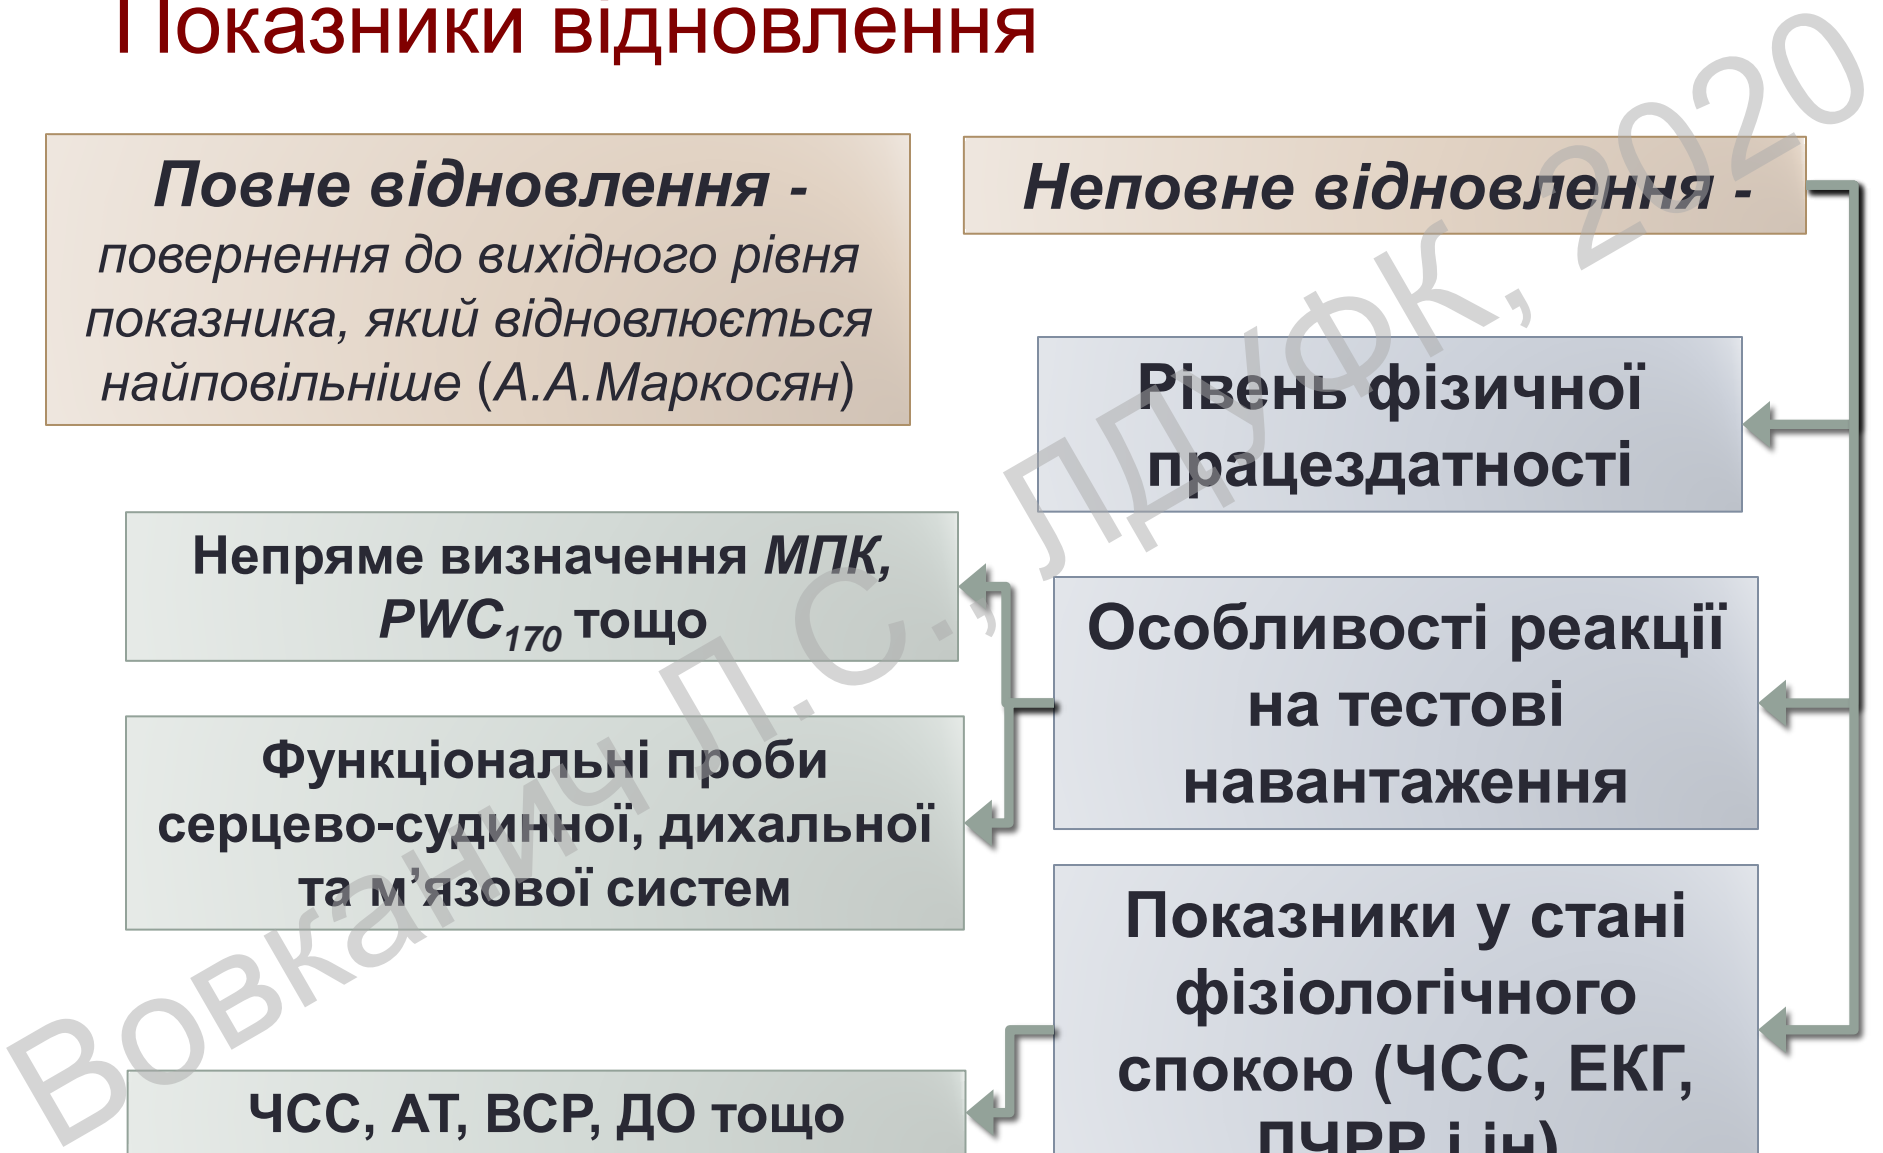 Показники відновлення
Повне відновлення -
повернення до вихідного рівня
показника, який відновлюється
найповільніше (А.А.Маркосян)
Неповне відновлення -
Рівень фізичної
працездатності
Особливості реакції
на тестові
навантаження
Непряме визначення МПК,
PWC170 тощо
Функціональні проби
серцево-судинної, дихальної
та м’язової систем
Показники у стані
фізіологічного
спокою (ЧСС, ЕКГ,
ПЧРР і ін)
ЧСС, АТ, ВСР, ДО тощо
Вовканич Л.С., ЛДУФК, 2020